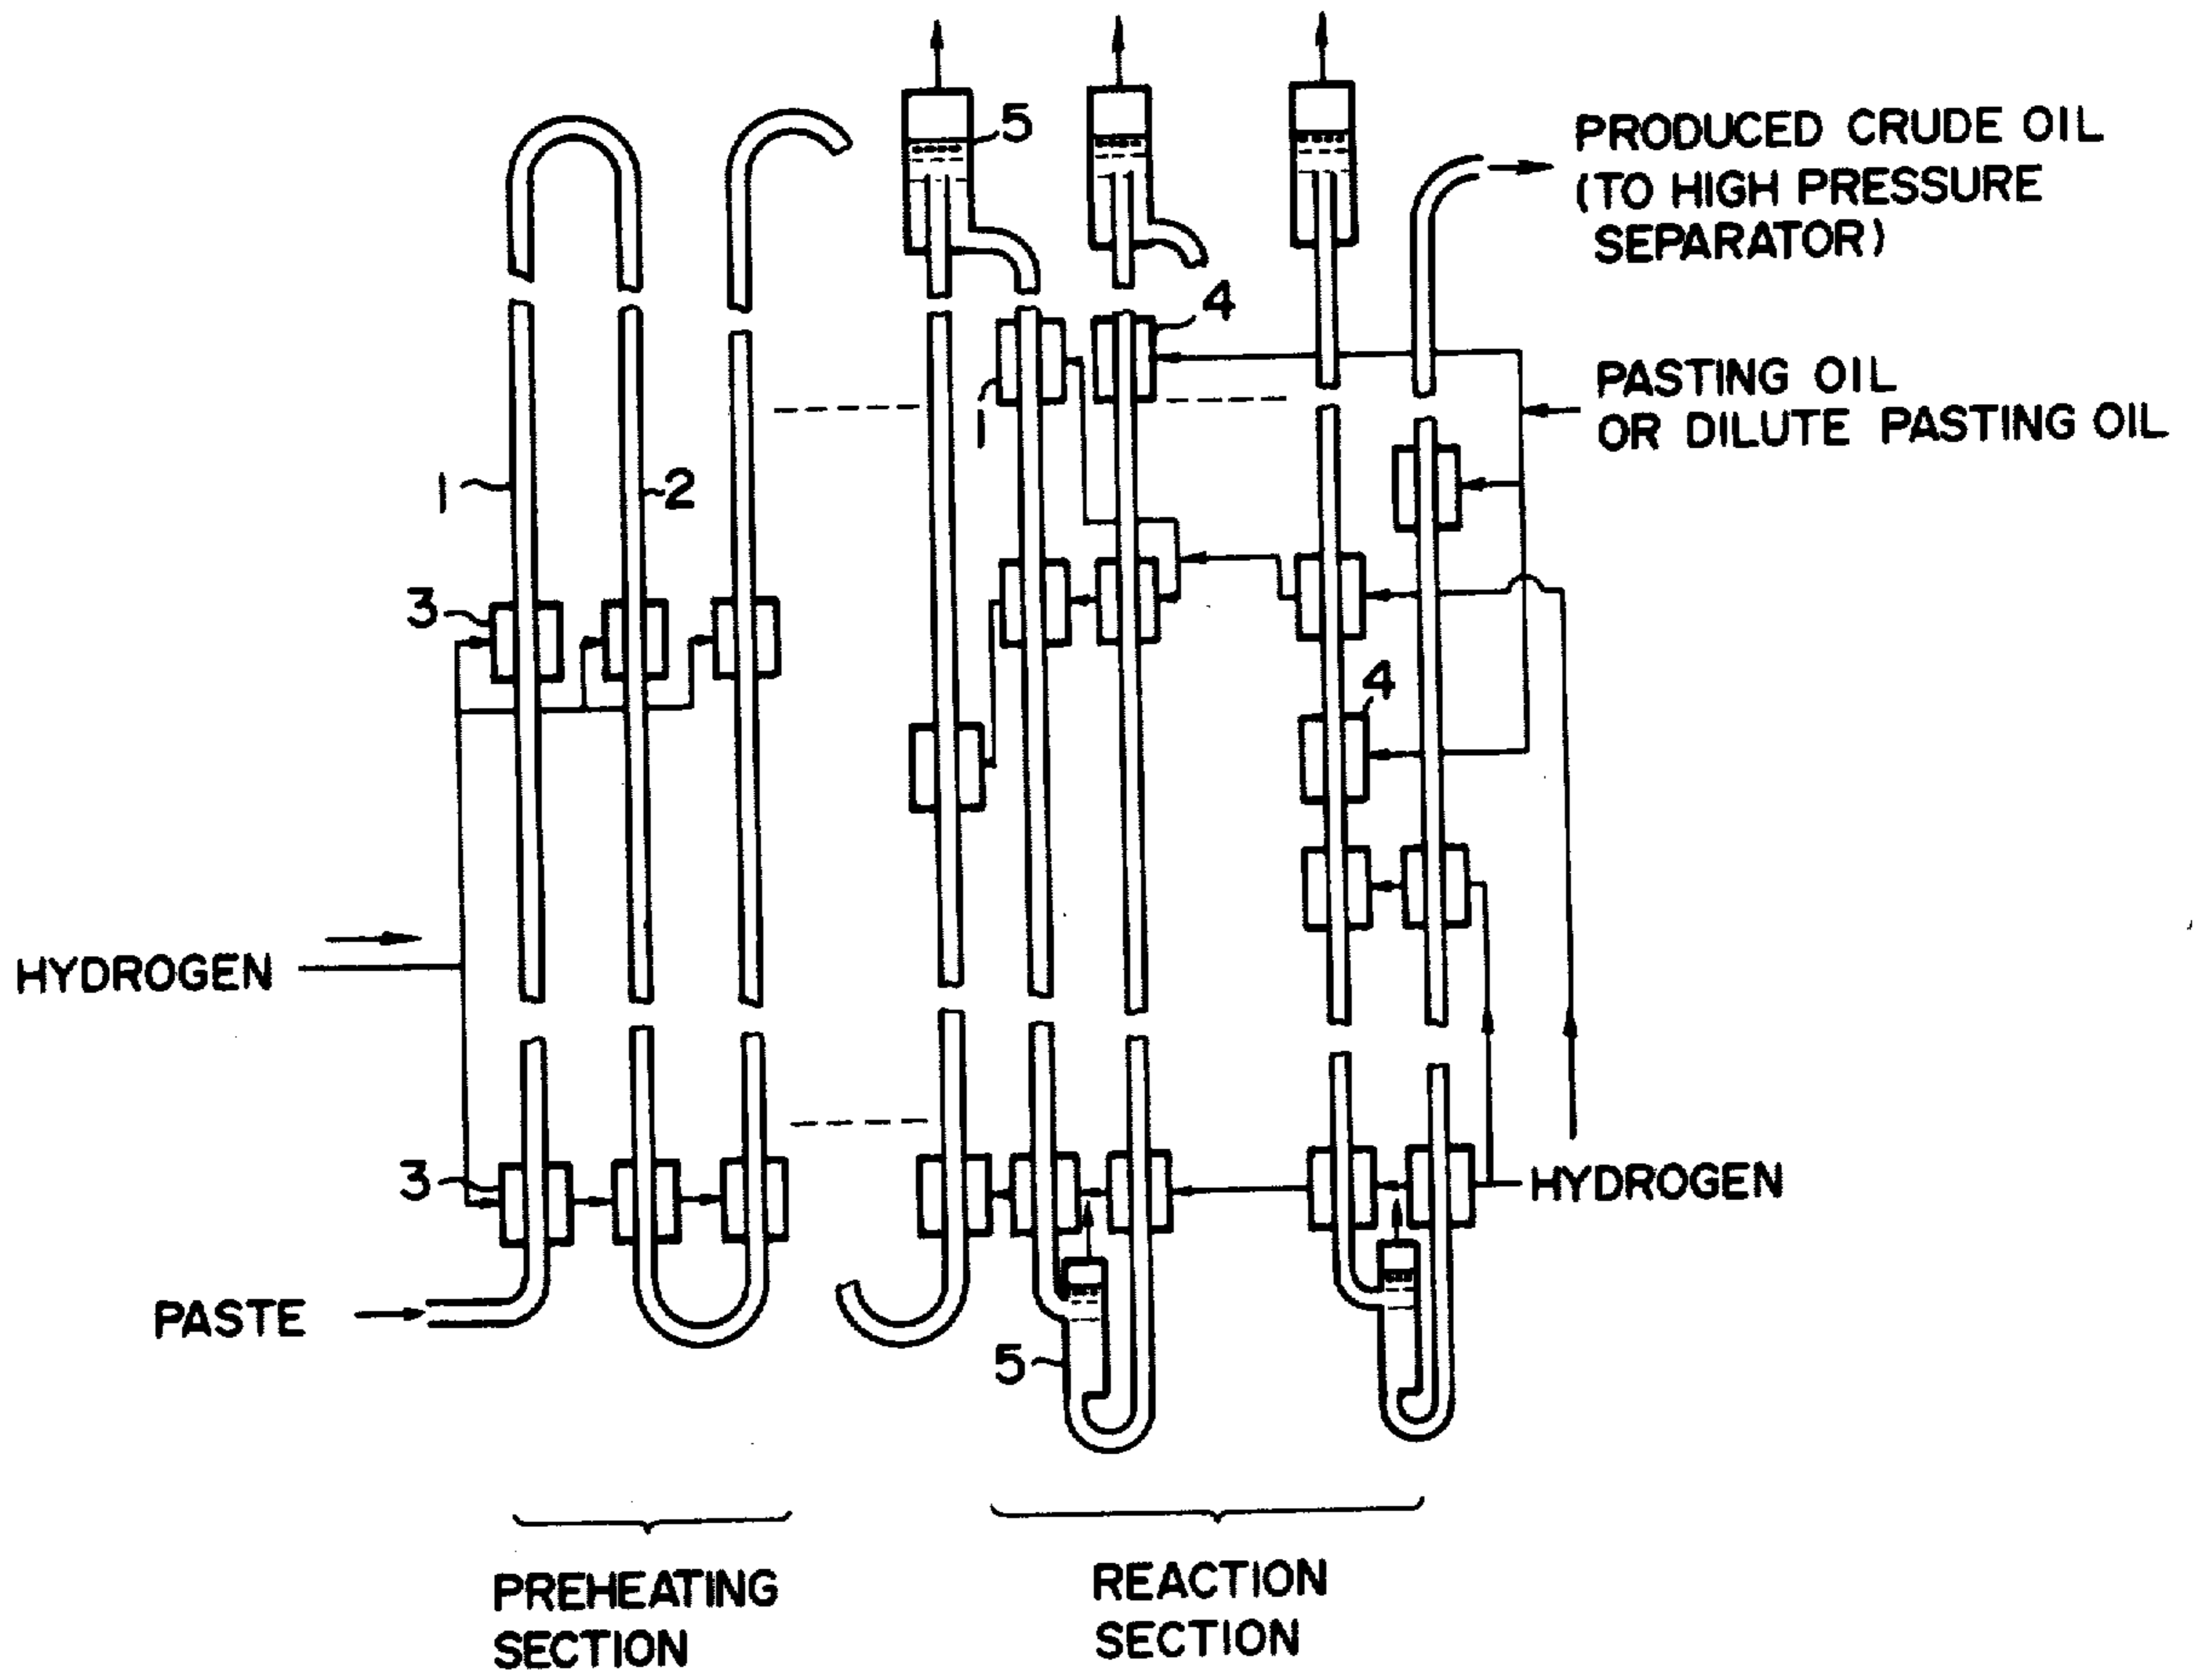 5
PRODUCED CRUDE OIL
(TO HIGH PRESSURE
SEPARATOR)
4
PASTING OIL
OR DILUTE PASTING OIL
1
1
2
3
4
HYDROGEN
3
HYDROGEN
PASTE
5
PREHEATING
SECTION
REACTION
SECTION